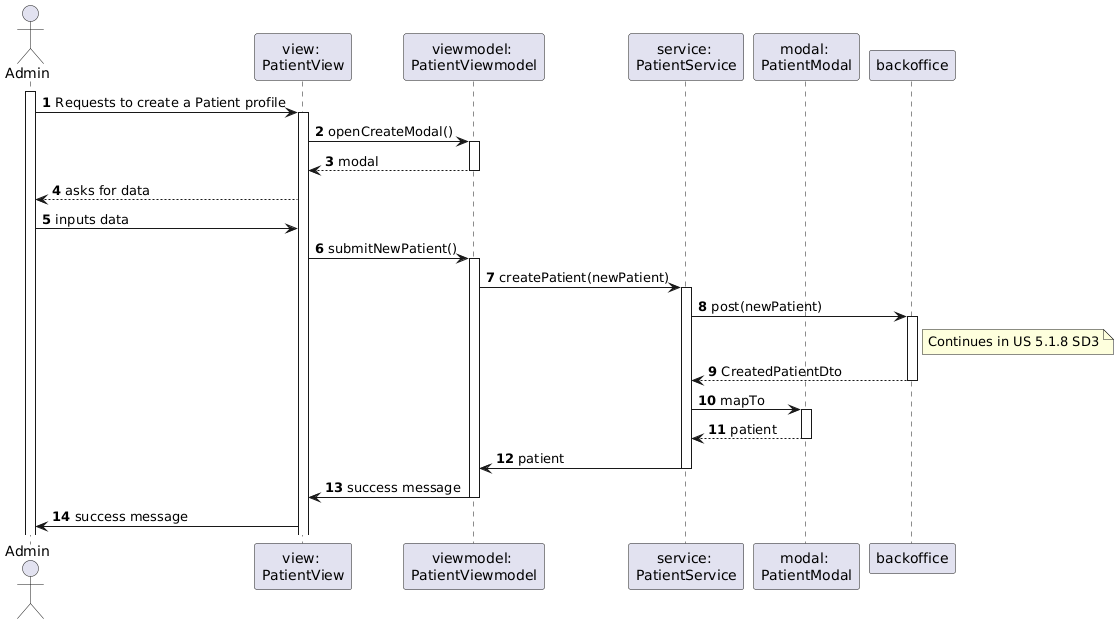 Admin
view:
PatientView
viewmodel:
PatientViewmodel
service:
PatientService
modal:
PatientModal
backoffice
1 Requests to create a Patient profile
2 openCreateModal()
3 modal
4 asks for data
5 inputs data
6 submitNewPatient()
7 createPatient(newPatient)
8 post(newPatient)
Continues in US 5.1.8 SD3
9 CreatedPatientDto
10 mapTo
11 patient
12 patient
13 success message
14 success message
Admin
view:
PatientView
viewmodel:
PatientViewmodel
service:
PatientService
modal:
PatientModal
backoffice